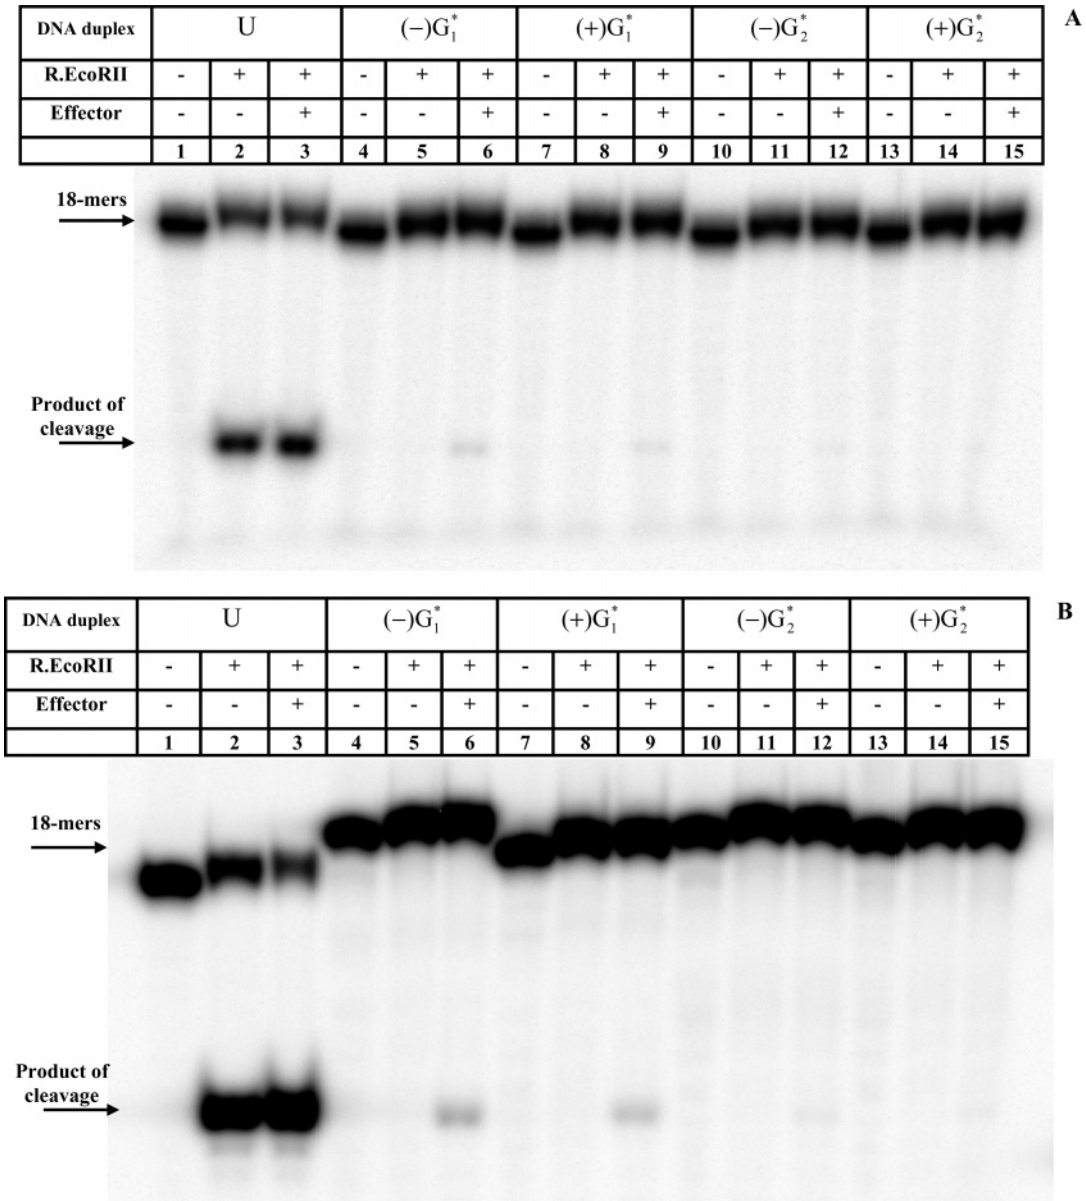 A
DNA duplex U (−)G₁* (+)G₁* (−)G₂* (+)G₂*
R.EcoRII - + + - + + - + + - + + - + +
Effector - - + - - + - - + - - + - - +
1 2 3 4 5 6 7 8 9 10 11 12 13 14 15
18-mers
Product of
cleavage
B
DNA duplex U (−)G₁* (+)G₁* (−)G₂* (+)G₂*
R.EcoRII - + + - + + - + + - + + - + +
Effector - - + - - + - - + - - + - - +
1 2 3 4 5 6 7 8 9 10 11 12 13 14 15
18-mers
Product of
cleavage